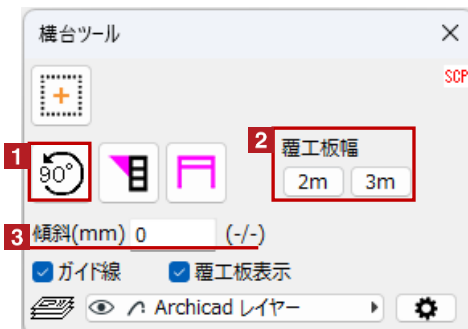 構台ツール
SCP
1
90°
2
覆工板幅
2m
3m
3
傾斜(mm) 0 (-/-)
ガイド線
覆工板表示
Archicad レイヤー